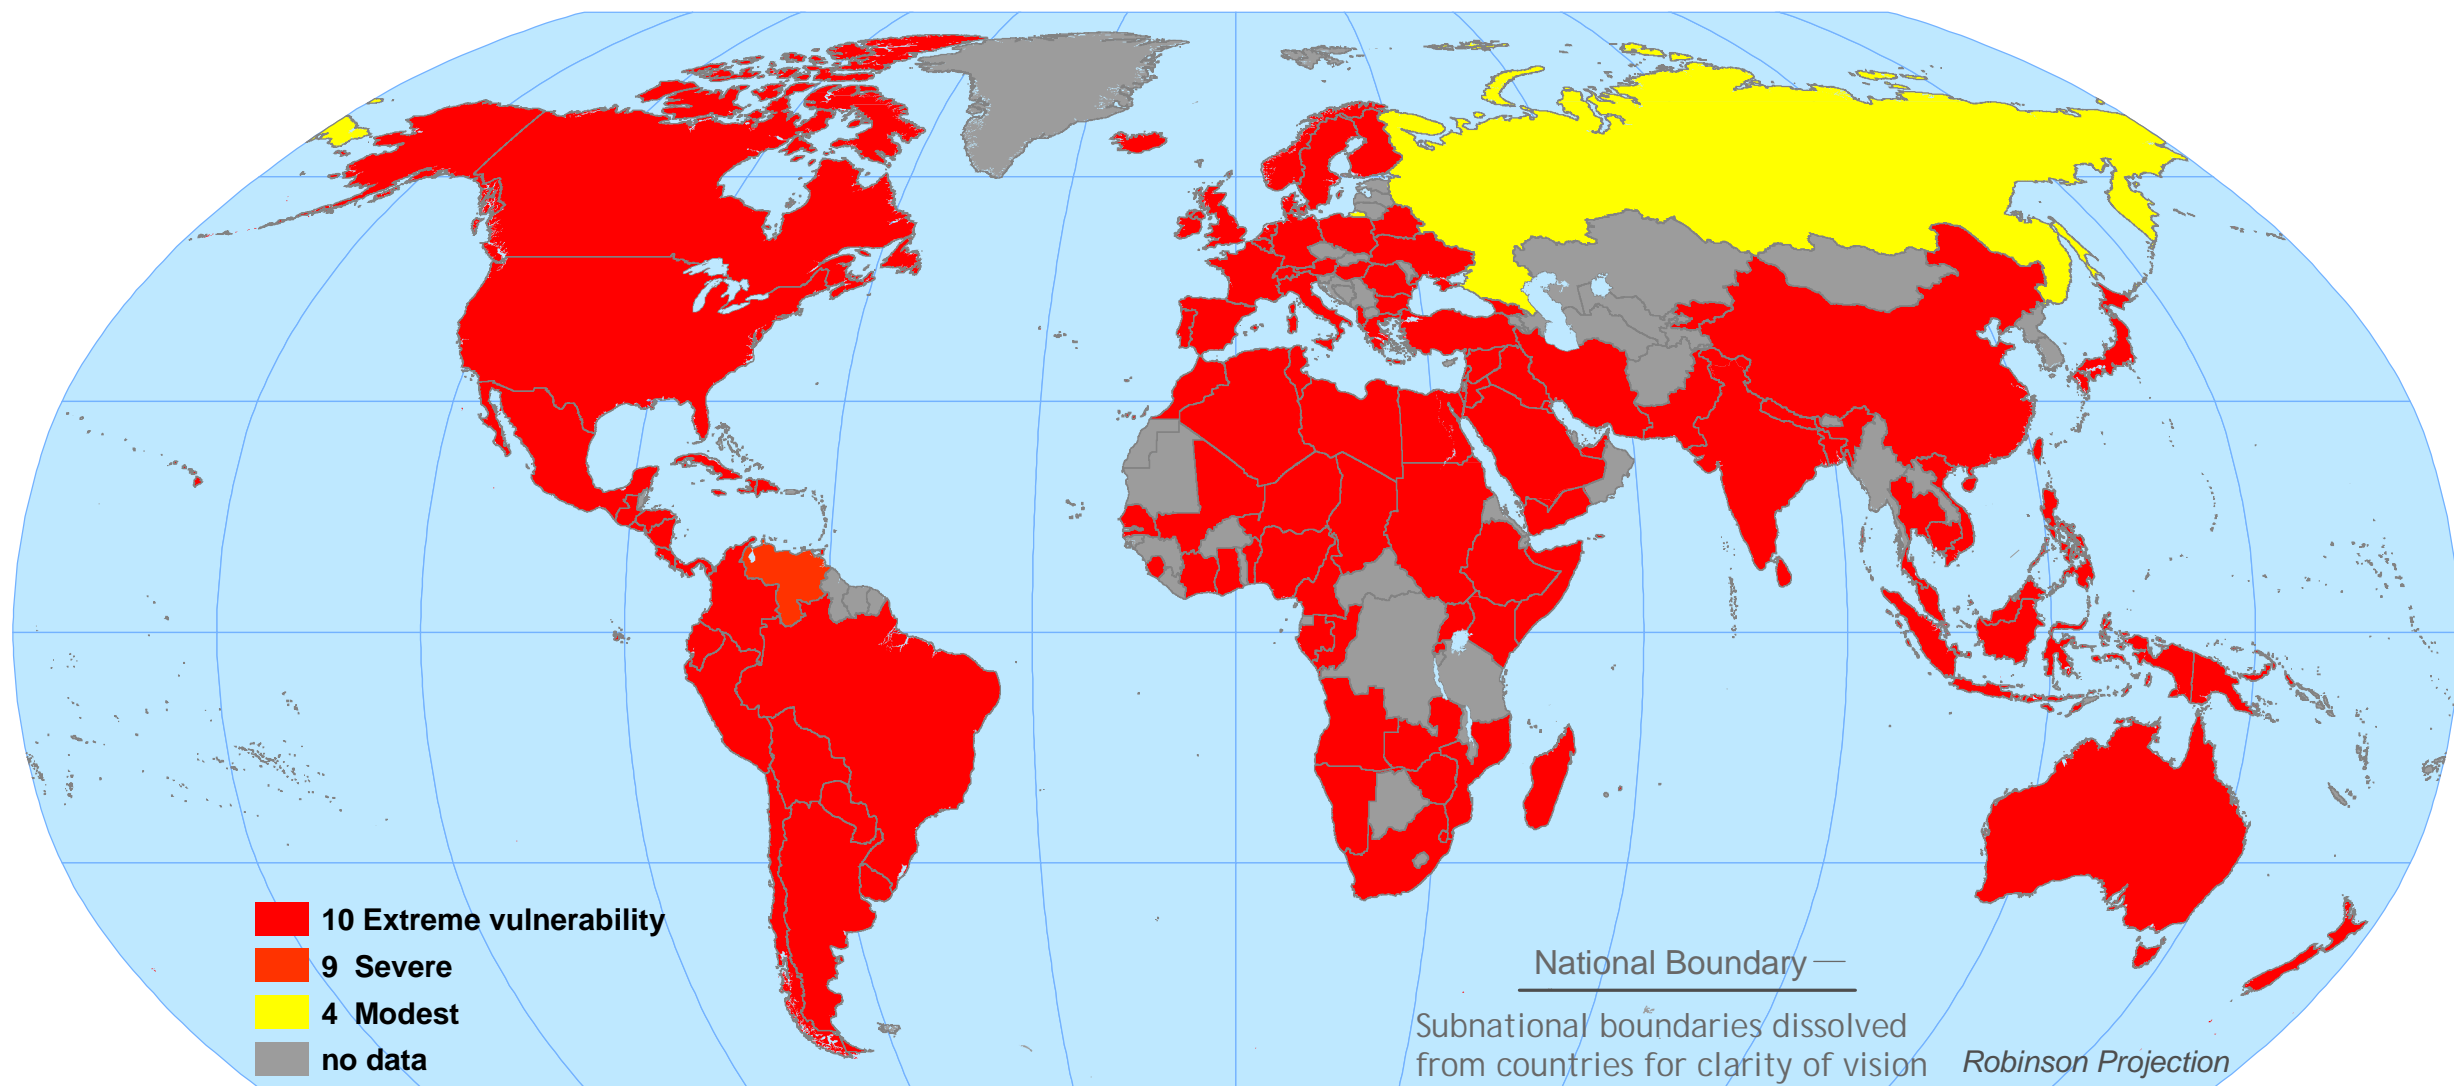 10 Extreme vulnerability
9 Severe
4 Modest
no data
National Boundary
Subnational boundaries dissolved
from countries for clarity of vision
Robinson Projection